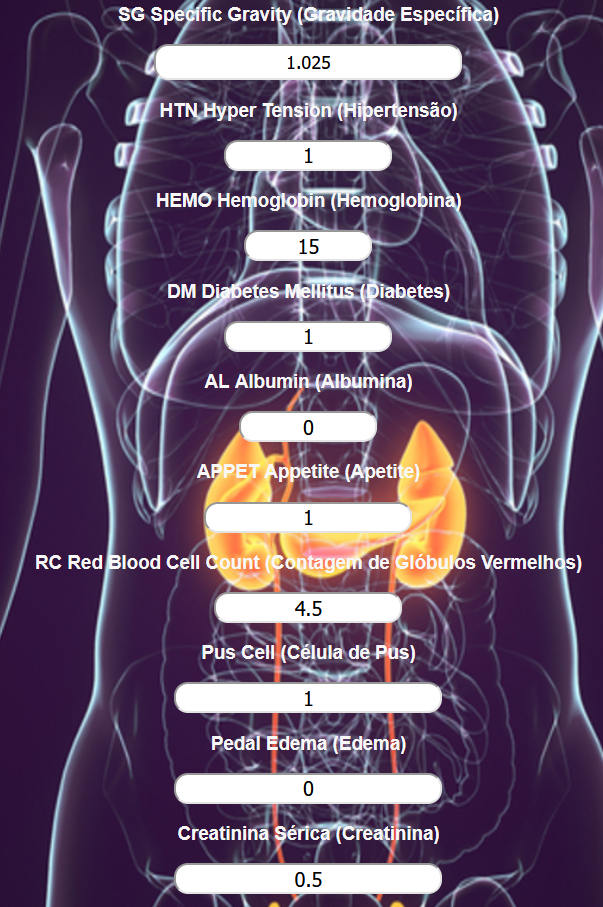 SG Specific Gravity (Gravidade Específica)
1.025
HTN Hyper Tension (Hipertensão)
1
HEMO Hemoglobin (Hemoglobina)
15
DM Diabetes Mellitus (Diabetes)
1
AL Albumin (Albumina)
0
APPET Appetite (Apetite)
1
RC Red Blood Cell Count (Contagem de Glóbulos Vermelhos)
4.5
Pus Cell (Célula de Pus)
1
Pedal Edema (Edema)
0
Creatinina Sérica (Creatinina)
0.5